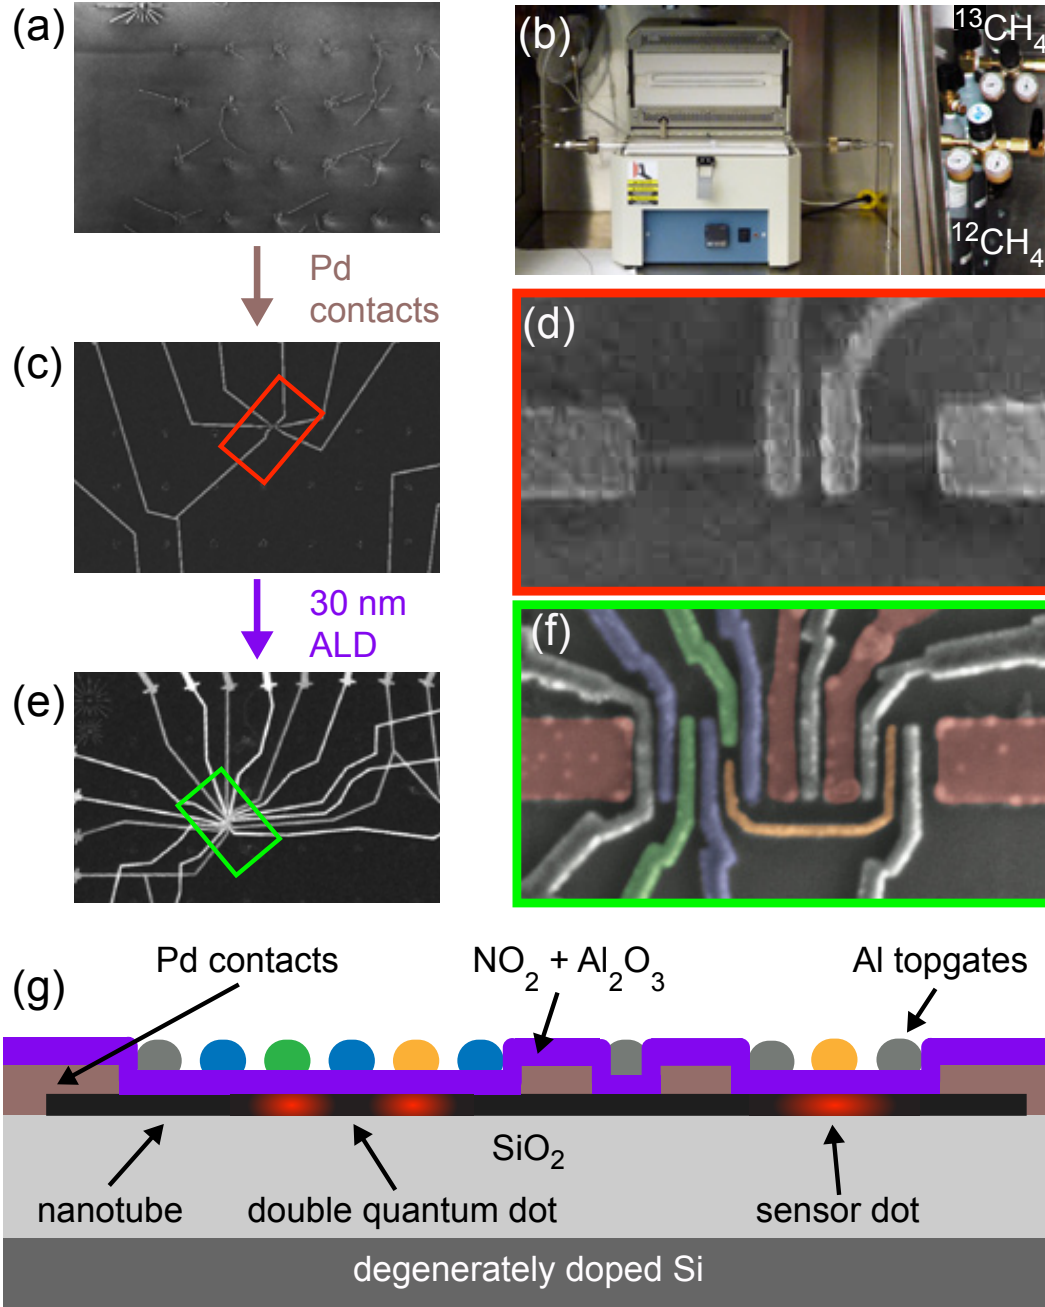 (a)
(b)
¹³CH₄
¹²CH₄
Pd
contacts
(c)
(d)
30 nm
ALD
(e)
(f)
(g)
Pd contacts
NO₂ + Al₂O₃
Al topgates
SiO₂
nanotube
double quantum dot
sensor dot
degenerately doped Si